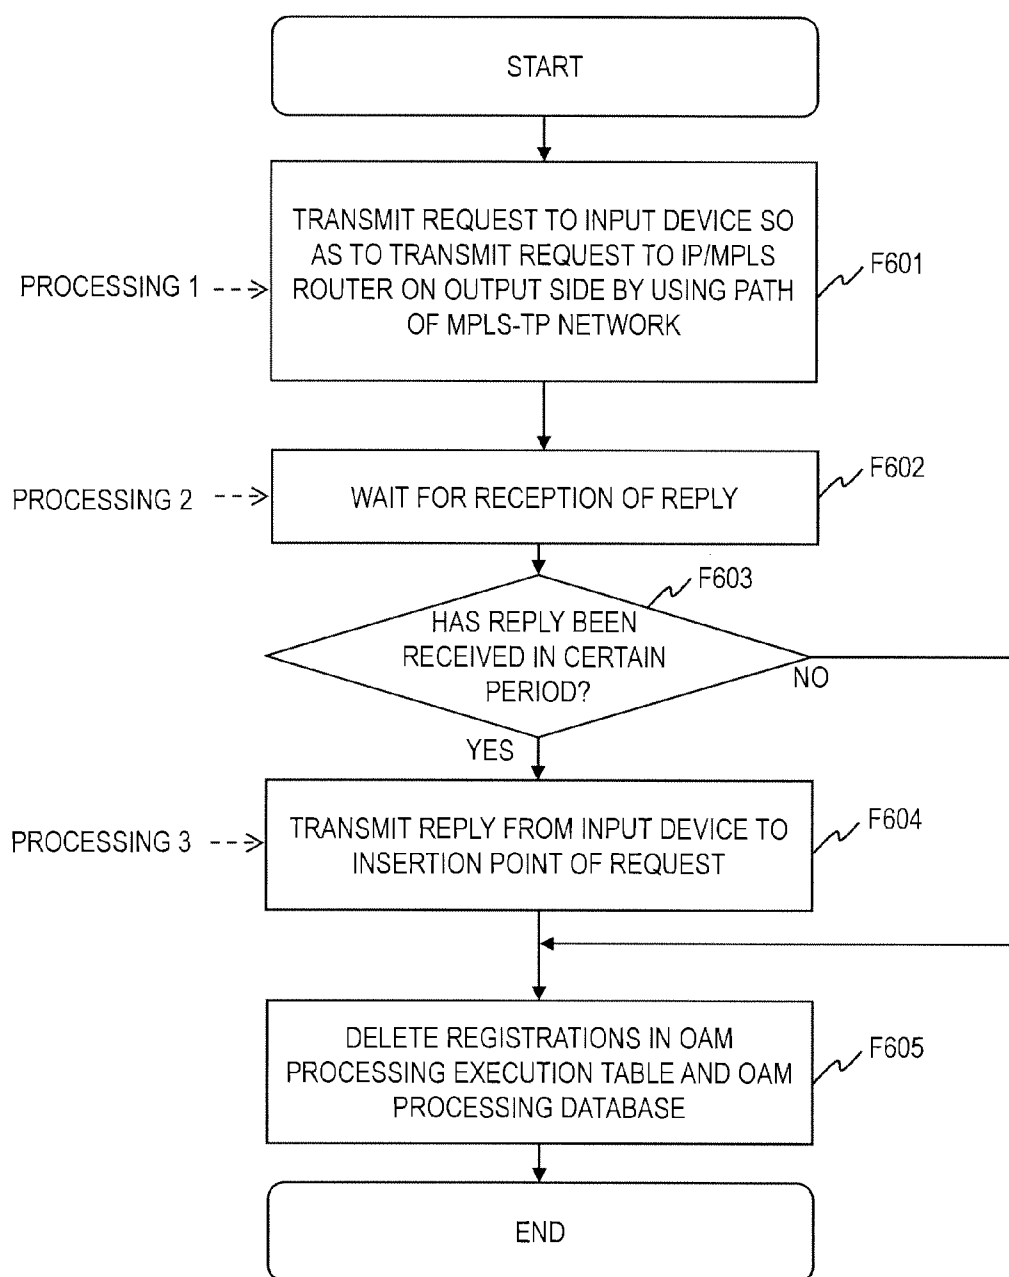 START
TRANSMIT REQUEST TO INPUT DEVICE SO
AS TO TRANSMIT REQUEST TO IP/MPLS
ROUTER ON OUTPUT SIDE BY USING PATH
OF MPLS-TP NETWORK
F601
PROCESSING 1
WAIT FOR RECEPTION OF REPLY
F602
PROCESSING 2
F603
HAS REPLY BEEN
RECEIVED IN CERTAIN
PERIOD?
NO
YES
TRANSMIT REPLY FROM INPUT DEVICE TO
INSERTION POINT OF REQUEST
F604
PROCESSING 3
DELETE REGISTRATIONS IN OAM
PROCESSING EXECUTION TABLE AND OAM
PROCESSING DATABASE
F605
END